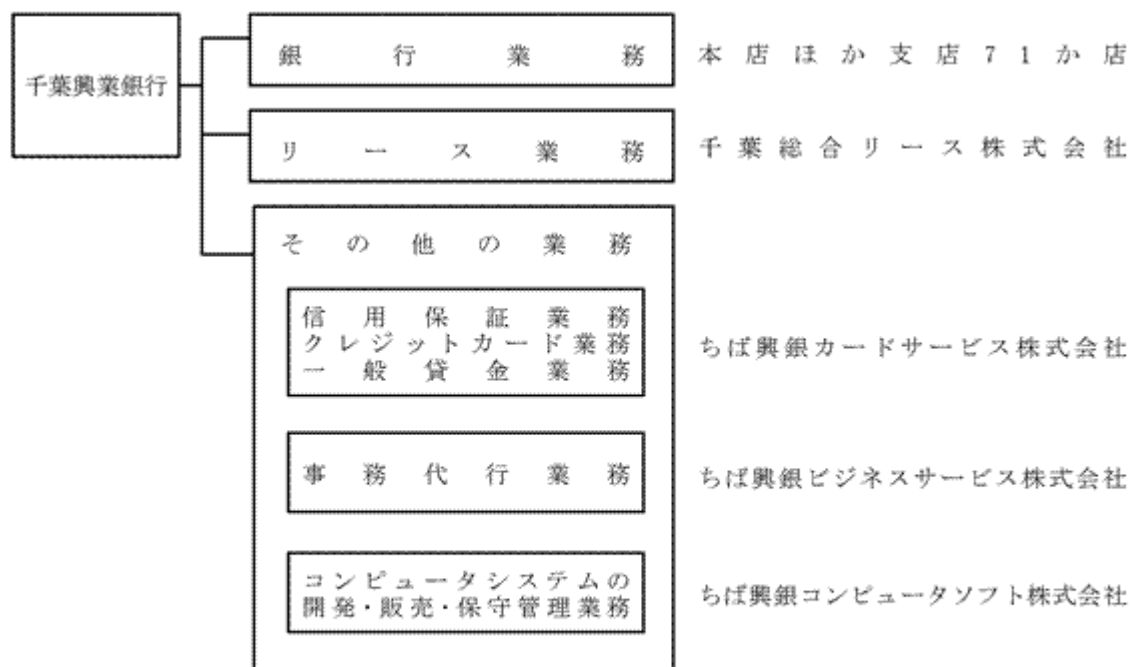 千葉興業銀行
銀行業務
本店ほか支店71か店
リース業務
千葉総合リース株式会社
その他の業務
信用保証業務
クレジットカード業務
一般貸金業務
ちば興銀カードサービス株式会社
事務代行業務
ちば興銀ビジネスサービス株式会社
コンピュータシステムの
開発・販売・保守管理業務
ちば興銀コンピュータソフト株式会社